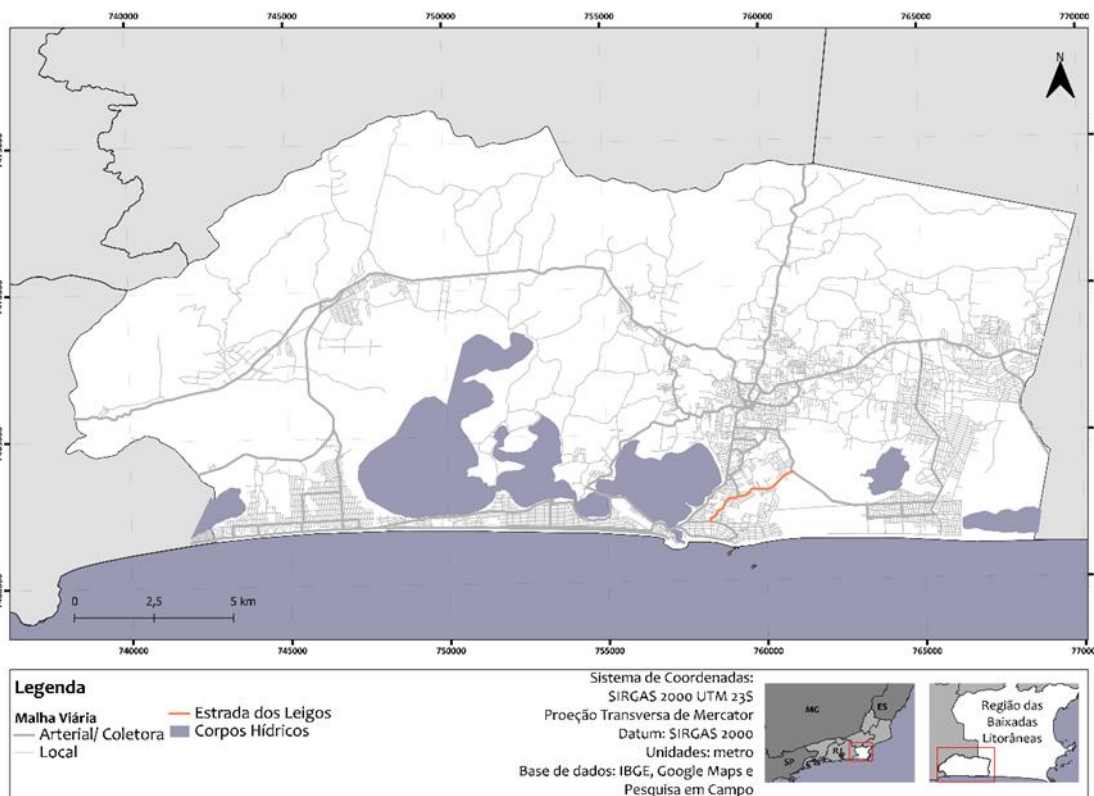 740000 745000 750000 755000 760000 765000 770000
N
0 2,5 5 km
740000 745000 750000 755000 760000 765000 77000
Legenda
Malha Viária
Arterial/ Coletora
Local
Estrada dos Leigos
Corpos Hídricos
Sistema de Coordenadas:
SIRGAS 2000 UTM 23S
Proeção Transversa de Mercator
Datum: SIRGAS 2000
Unidades: metro
Base de dados: IBGE, Google Maps e
Pesquisa em Campo
MG
ES
RJ
SP
Região das
Baixadas
Litorâneas